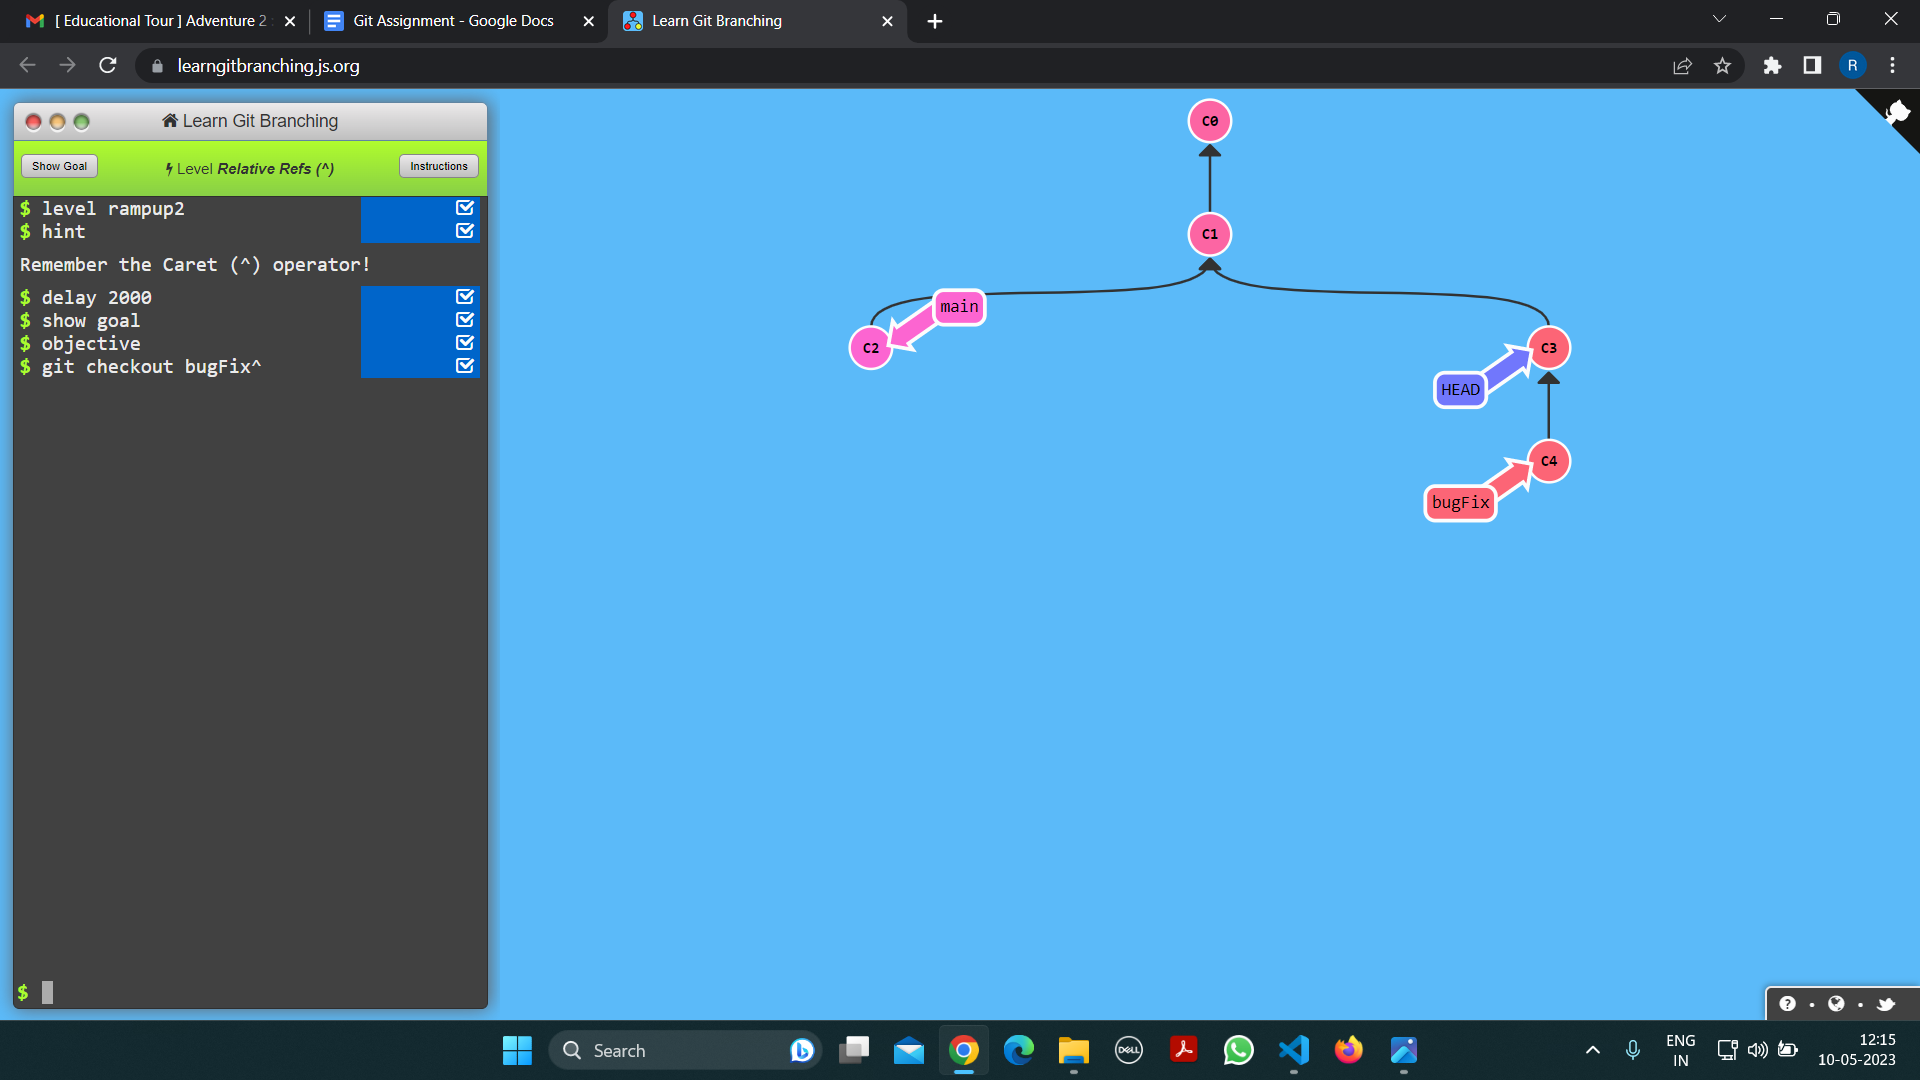 [ Educational Tour ] Adventure 2
Git Assignment - Google Docs
Learn Git Branching
learngitbranching.js.org
R
Learn Git Branching
Show Goal
Level Relative Refs (^)
Instructions
$ level rampup2
$ hint
Remember the Caret (^) operator!
$ delay 2000
$ show goal
$ objective
$ git checkout bugFix^
$
C0
C1
main
C2
C3
HEAD
C4
bugFix
?
Search
b
DELL
ENG
IN
12:15
10-05-2023